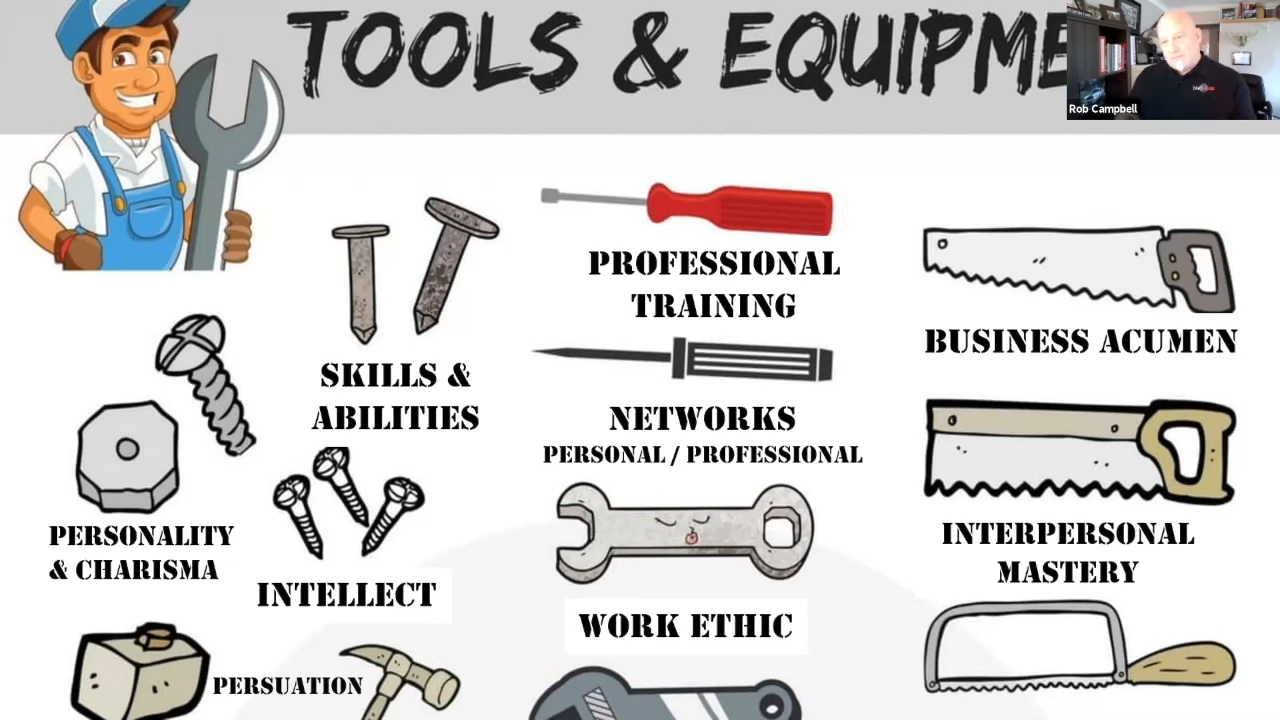 TOOLS & EQUIPME
Rob Campbell
PROFESSIONAL
TRAINING
BUSINESS ACUMEN
SKILLS &
ABILITIES
NETWORKS
PERSONAL / PROFESSIONAL
PERSONALITY
& CHARISMA
INTERPERSONAL
MASTERY
INTELLECT
WORK ETHIC
PERSUATION